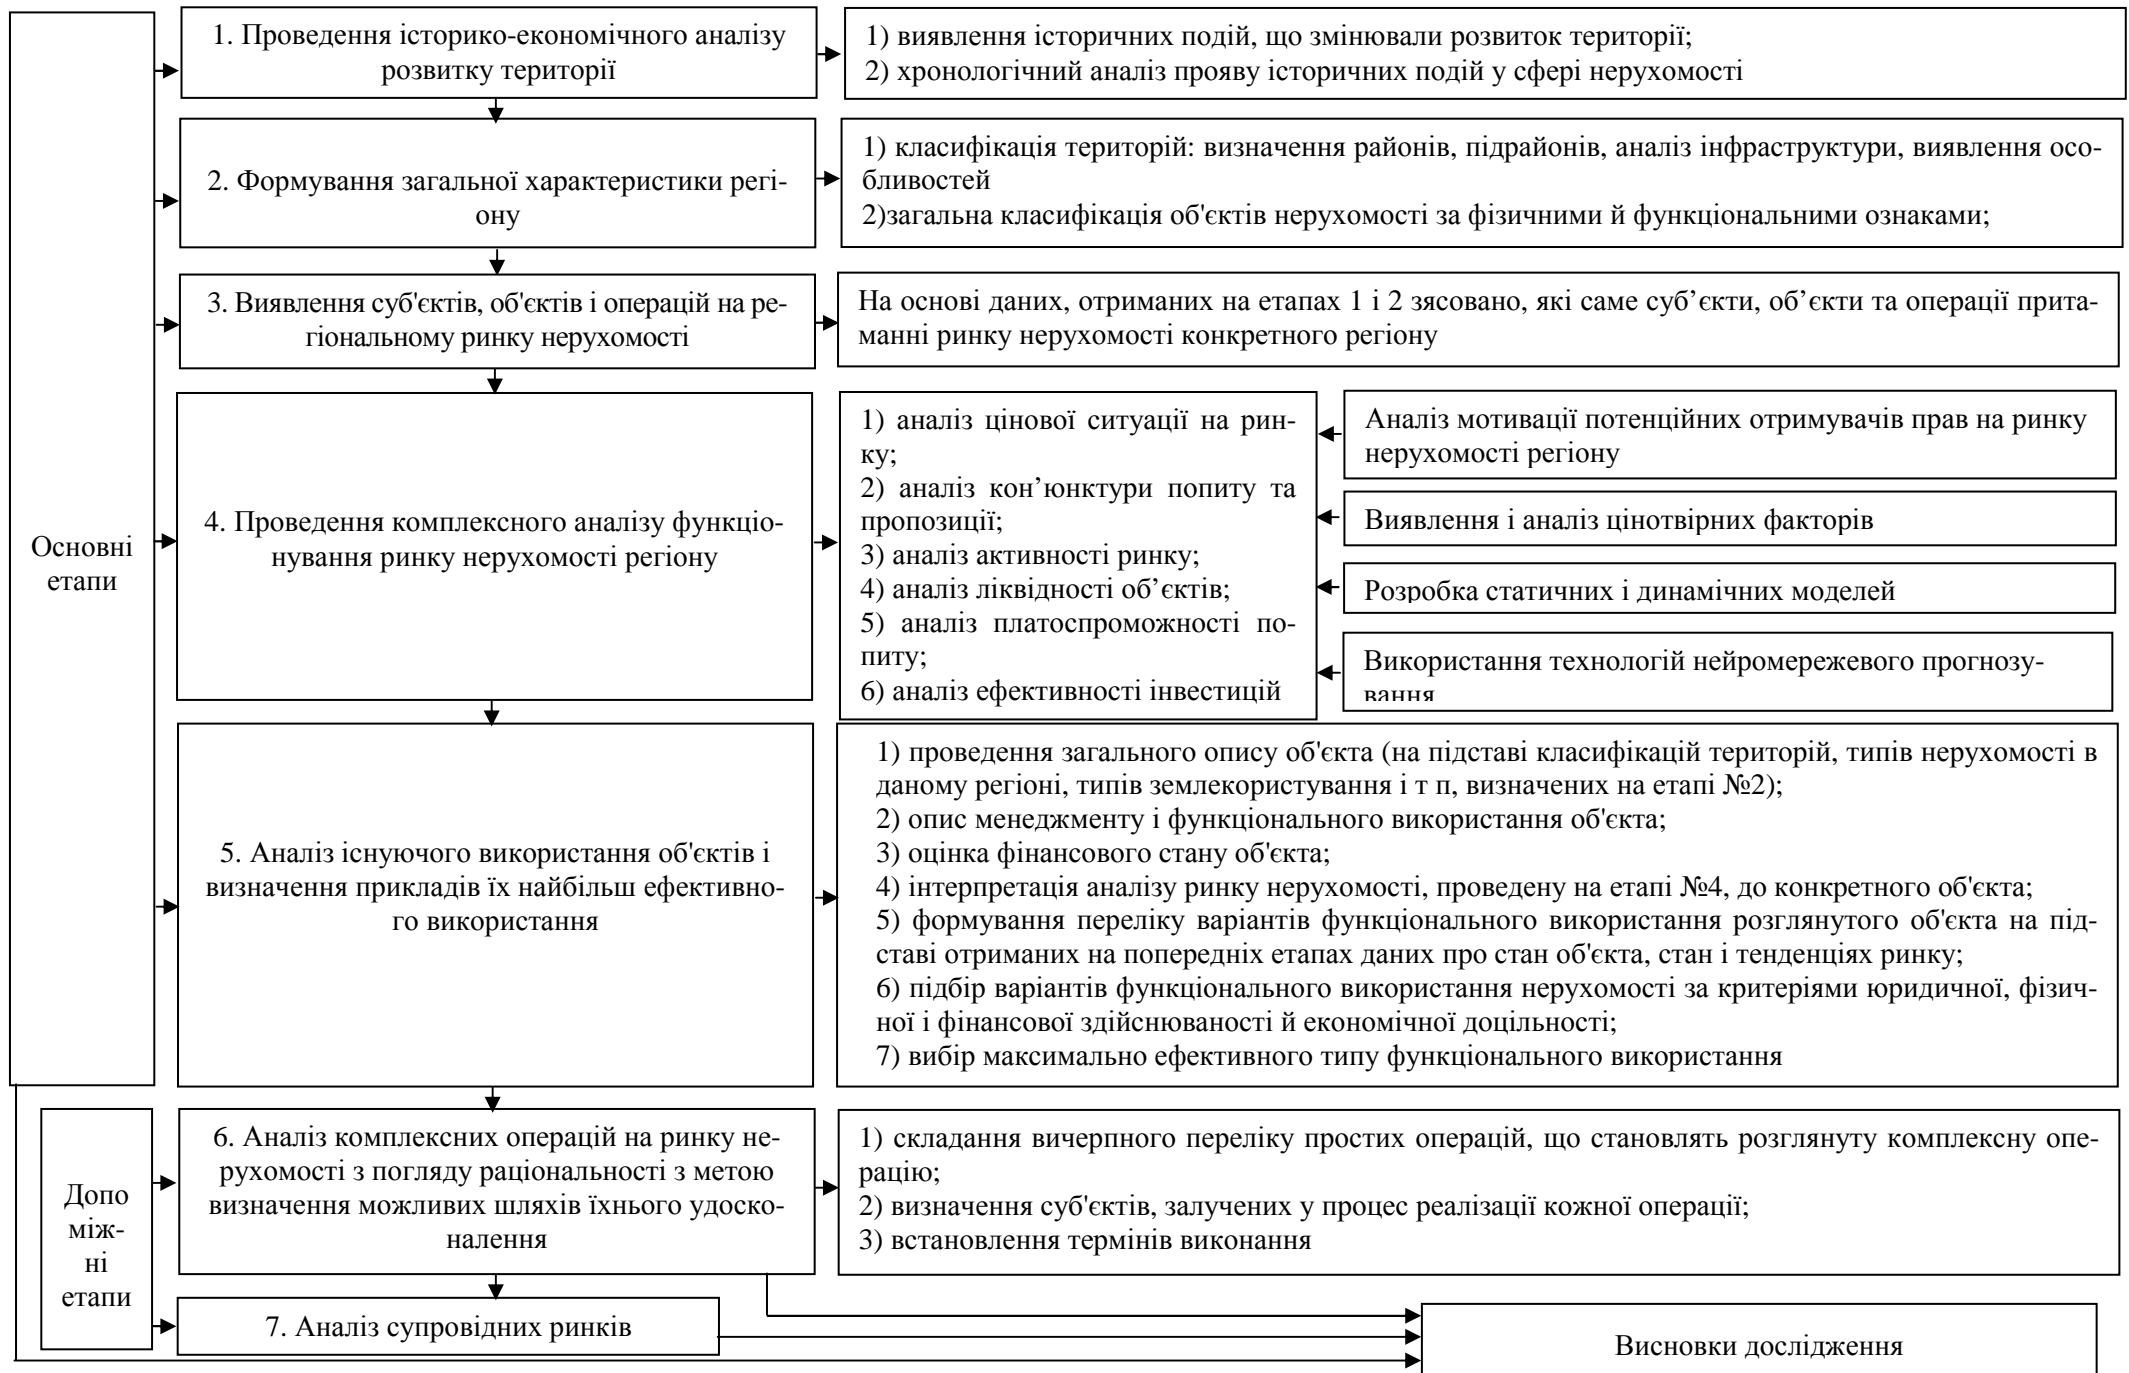 Основні
етапи
1. Проведення історико-економічного аналізу
розвитку території
1) виявлення історичних подій, що змінювали розвиток території;
2) хронологічний аналіз прояву історичних подій у сфері нерухомості
2. Формування загальної характеристики регі-
ону
1) класифікація територій: визначення районів, підрайонів, аналіз інфраструктури, виявлення осо-
бливостей
2)загальна класифікація об'єктів нерухомості за фізичними й функціональними ознаками;
3. Виявлення суб'єктів, об'єктів і операцій на ре-
гіональному ринку нерухомості
На основі даних, отриманих на етапах 1 і 2 зясовано, які саме суб’єкти, об’єкти та операції прита-
манні ринку нерухомості конкретного регіону
4. Проведення комплексного аналізу функціо-
нування ринку нерухомості регіону
1) аналіз цінової ситуації на рин-
ку;
2) аналіз кон’юнктури попиту та
пропозиції;
3) аналіз активності ринку;
4) аналіз ліквідності об’єктів;
5) аналіз платоспроможності по-
питу;
6) аналіз ефективності інвестицій
Аналіз мотивації потенційних отримувачів прав на ринку
нерухомості регіону
Виявлення і аналіз цінотвірних факторів
Розробка статичних і динамічних моделей
Використання технологій нейромережевого прогнозу-
вання
5. Аналіз існуючого використання об'єктів і
визначення прикладів їх найбільш ефективно-
го використання
1) проведення загального опису об'єкта (на підставі класифікацій територій, типів нерухомості в
даному регіоні, типів землекористування і т п, визначених на етапі №2);
2) опис менеджменту і функціонального використання об'єкта;
3) оцінка фінансового стану об'єкта;
4) інтерпретація аналізу ринку нерухомості, проведену на етапі №4, до конкретного об'єкта;
5) формування переліку варіантів функціонального використання розглянутого об'єкта на під-
ставі отриманих на попередніх етапах даних про стан об'єкта, стан і тенденціях ринку;
6) підбір варіантів функціонального використання нерухомості за критеріями юридичної, фізич-
ної і фінансової здійснюваності й економічної доцільності;
7) вибір максимально ефективного типу функціонального використання
Допо
між-
ні
етапи
6. Аналіз комплексних операцій на ринку не-
рухомості з погляду раціональності з метою
визначення можливих шляхів їхнього удоско-
налення
1) складання вичерпного переліку простих операцій, що становлять розглянуту комплексну опе-
рацію;
2) визначення суб'єктів, залучених у процес реалізації кожної операції;
3) встановлення термінів виконання
7. Аналіз супровідних ринків
Висновки дослідження